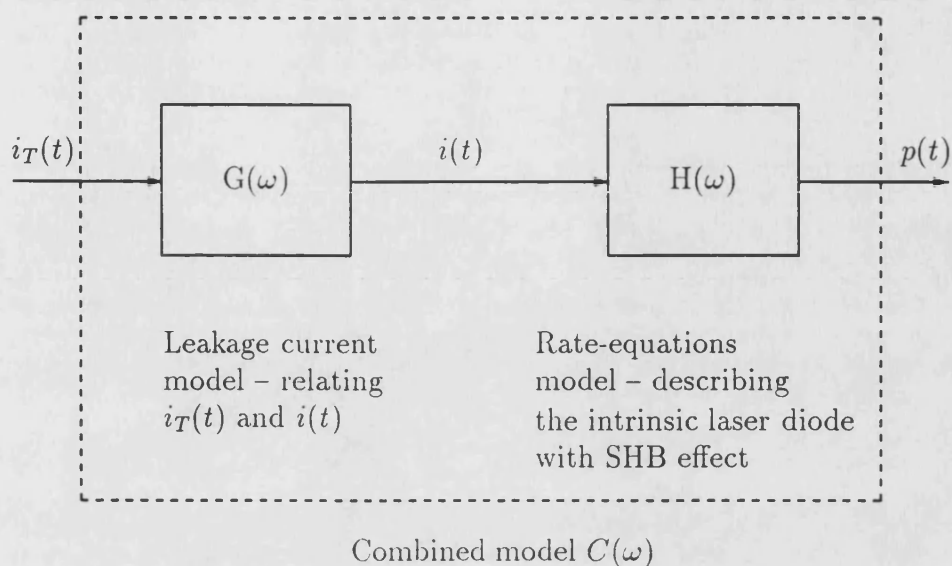 i_T(t)
G(ω)
i(t)
H(ω)
p(t)
Leakage current
model – relating
i_T(t) and i(t)
Rate-equations
model – describing
the intrinsic laser diode
with SHB effect
Combined model C(ω)